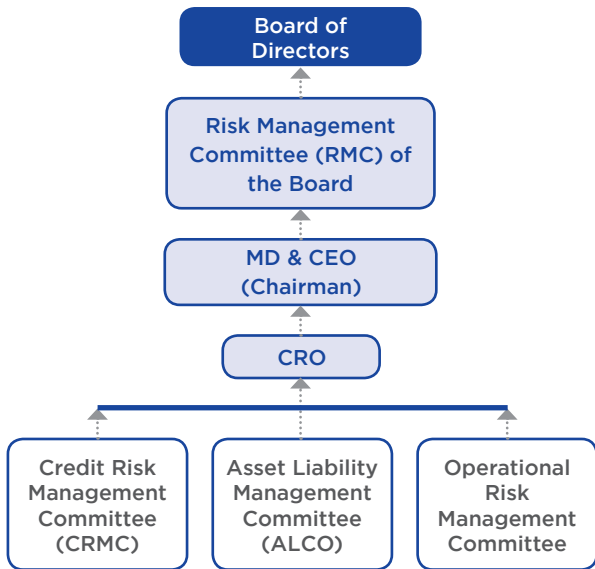 Board of
Directors
Risk Management
Committee (RMC) of
the Board
MD & CEO
(Chairman)
CRO
Credit Risk
Management
Committee
(CRMC)
Asset Liability
Management
Committee
(ALCO)
Operational
Risk
Management
Committee